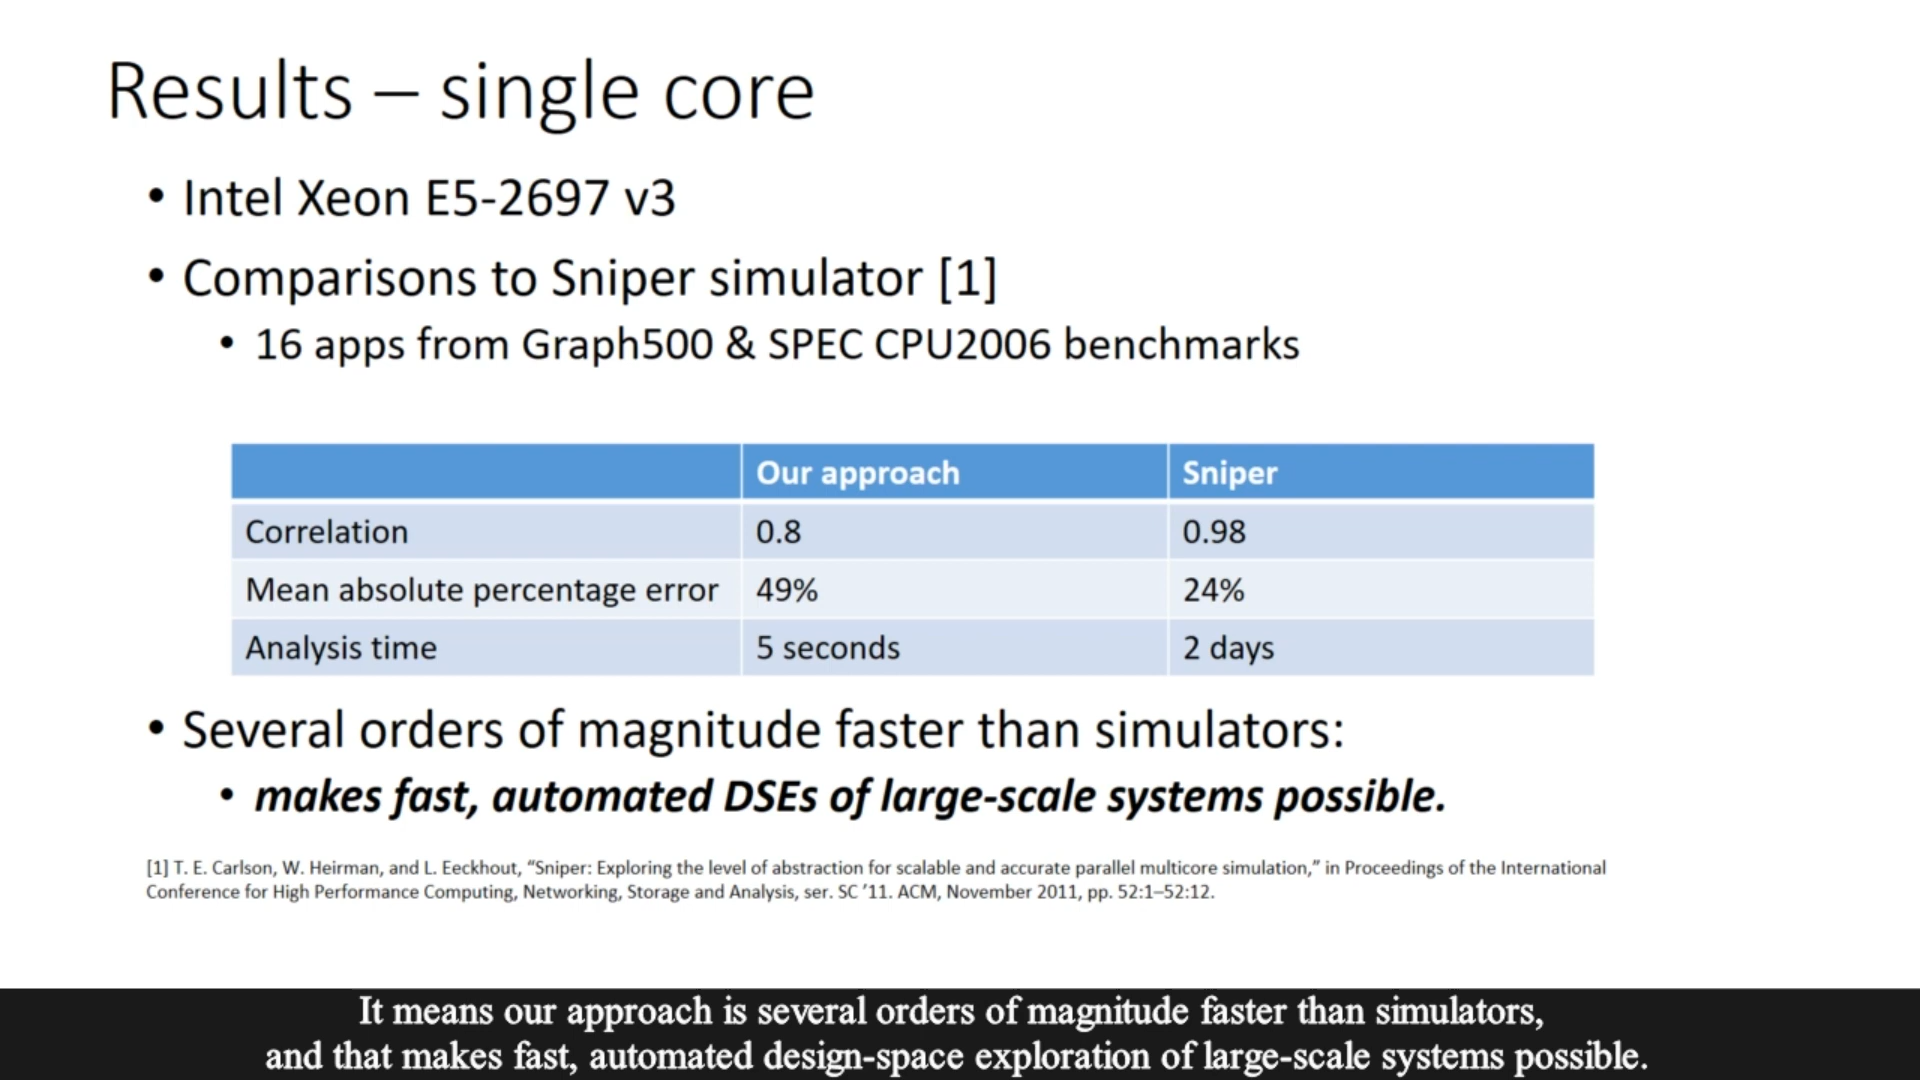 Results – single core
• Intel Xeon E5-2697 v3
• Comparisons to Sniper simulator [1]
• 16 apps from Graph500 & SPEC CPU2006 benchmarks
Our approach Sniper
Correlation 0.8 0.98
Mean absolute percentage error 49% 24%
Analysis time 5 seconds 2 days
• Several orders of magnitude faster than simulators:
• makes fast, automated DSEs of large-scale systems possible.
[1] T. E. Carlson, W. Heirman, and L. Eeckhout, “Sniper: Exploring the level of abstraction for scalable and accurate parallel multicore simulation,” in Proceedings of the International
Conference for High Performance Computing, Networking, Storage and Analysis, ser. SC ’11. ACM, November 2011, pp. 52:1–52:12.
It means our approach is several orders of magnitude faster than simulators,
and that makes fast, automated design-space exploration of large-scale systems possible.